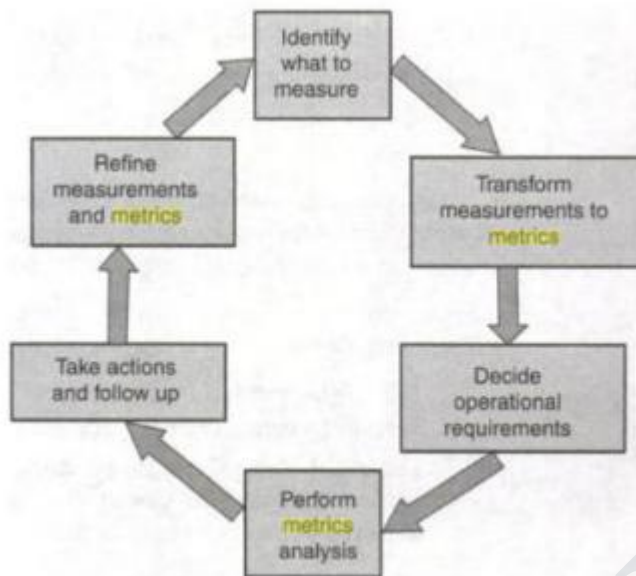 Identify
what to
measure
Transform
measurements to
metrics
Decide
operational
requirements
Perform
metrics
analysis
Take actions
and follow up
Refine
measurements
and metrics